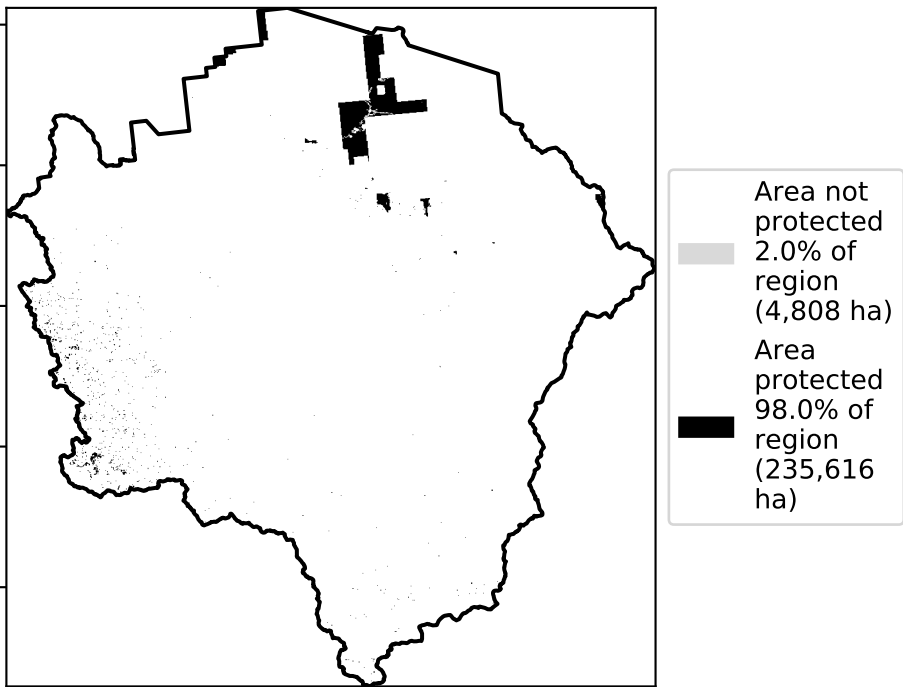 Area not
protected
2.0% of
region
(4,808 ha)
Area
protected
98.0% of
region
(235,616
ha)